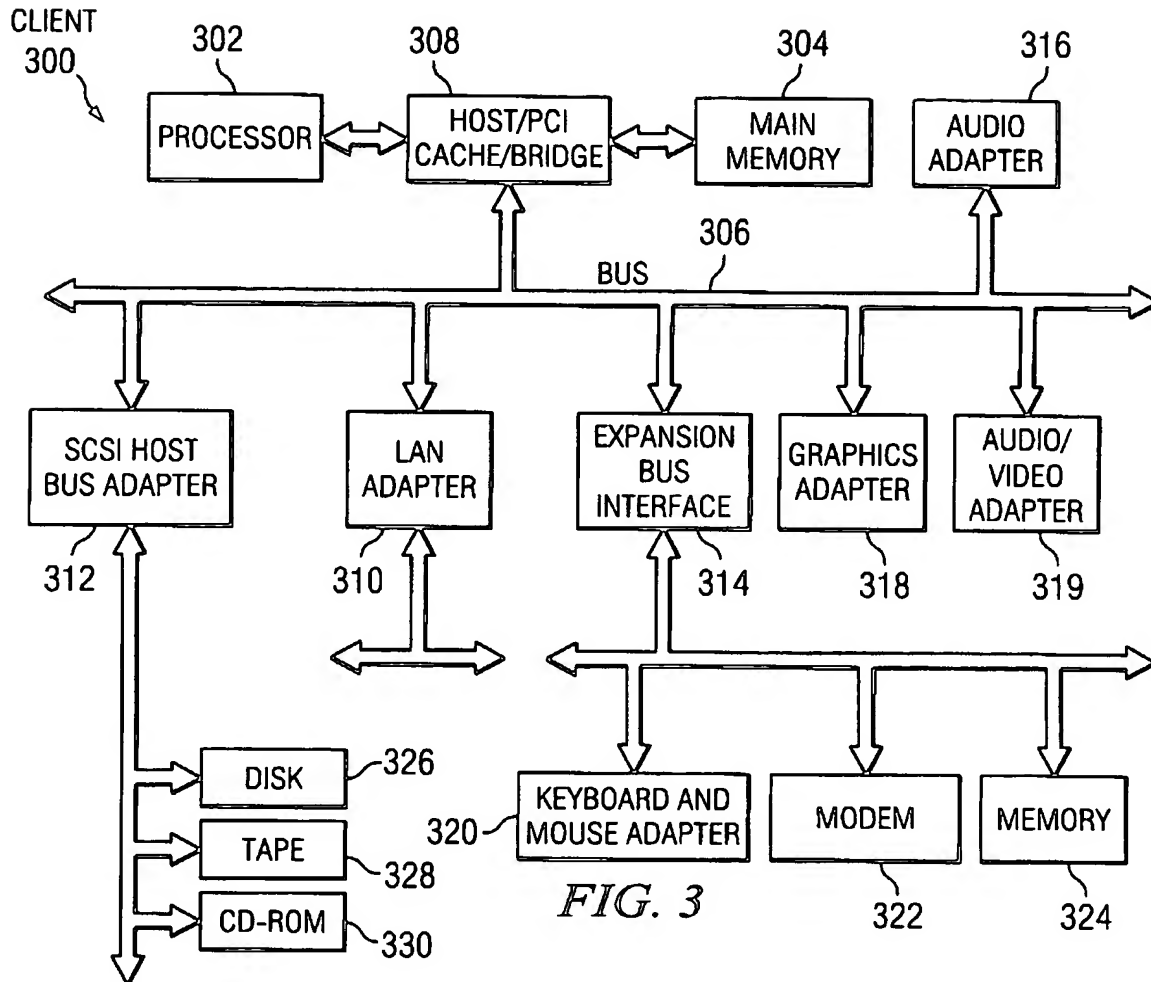 CLIENT
300
302
308
304
316
PROCESSOR
HOST/PCI
CACHE/BRIDGE
MAIN
MEMORY
AUDIO
ADAPTER
306
BUS
SCSI HOST
BUS ADAPTER
LAN
ADAPTER
EXPANSION
BUS
INTERFACE
GRAPHICS
ADAPTER
AUDIO/
VIDEO
ADAPTER
312
310
314
318
319
DISK
326
TAPE
328
CD-ROM
330
320
KEYBOARD AND
MOUSE ADAPTER
MODEM
MEMORY
322
324
FIG. 3